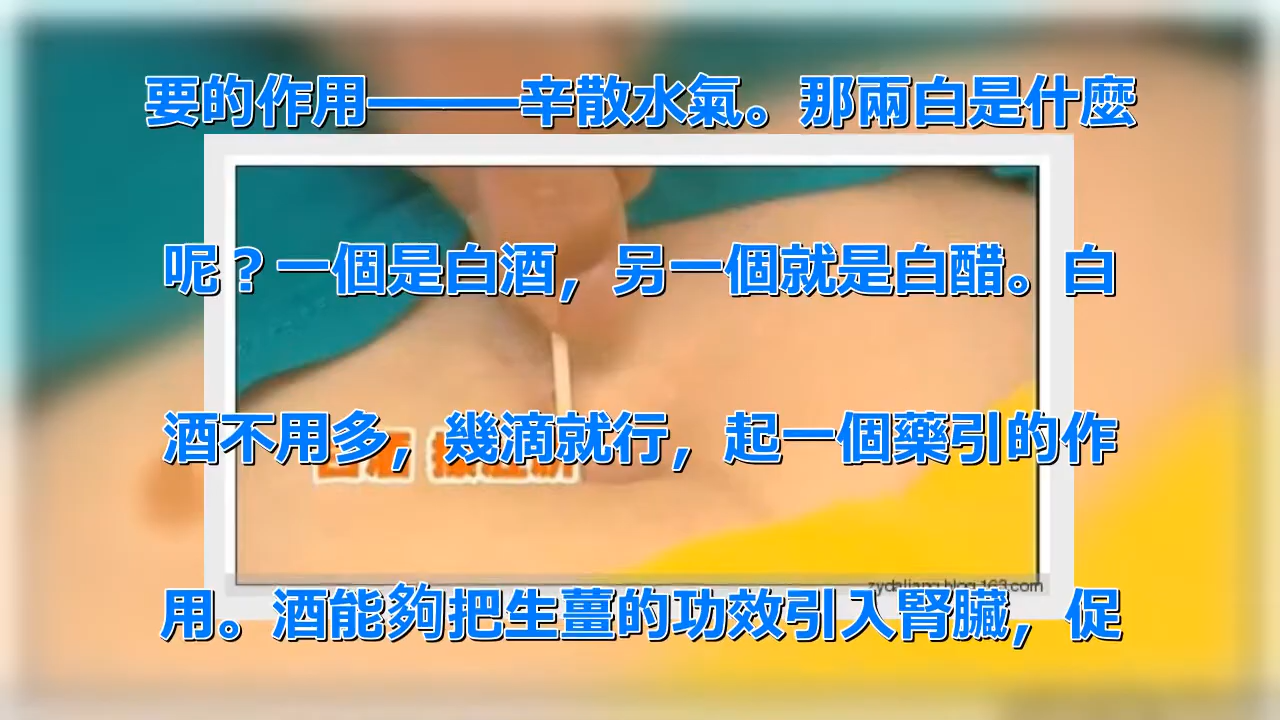 要的作用———辛散水氣。那兩白是什麼
呢？一個是白酒，另一個就是白醋。白
酒不用多，幾滴就行，起一個藥引的作
用。酒能夠把生薑的功效引入腎臟，促
zydaliang.blog.163.com